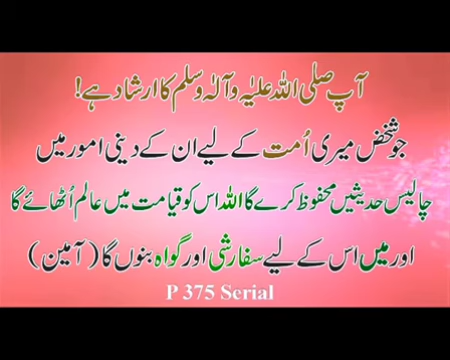 آپ صلی اللہ علیہ وآلہ وسلم کا ارشاد ہے!
جو شخص میری اُمت کے لیے ان کے دینی امور میں
چالیس حدیثیں محفوظ کرے گا اللہ اس کو قیامت میں عالم اُٹھائے گا
اور میں اس کے لیے سفارشی اور گواہ بنوں گا (آمین)
P 375 Serial